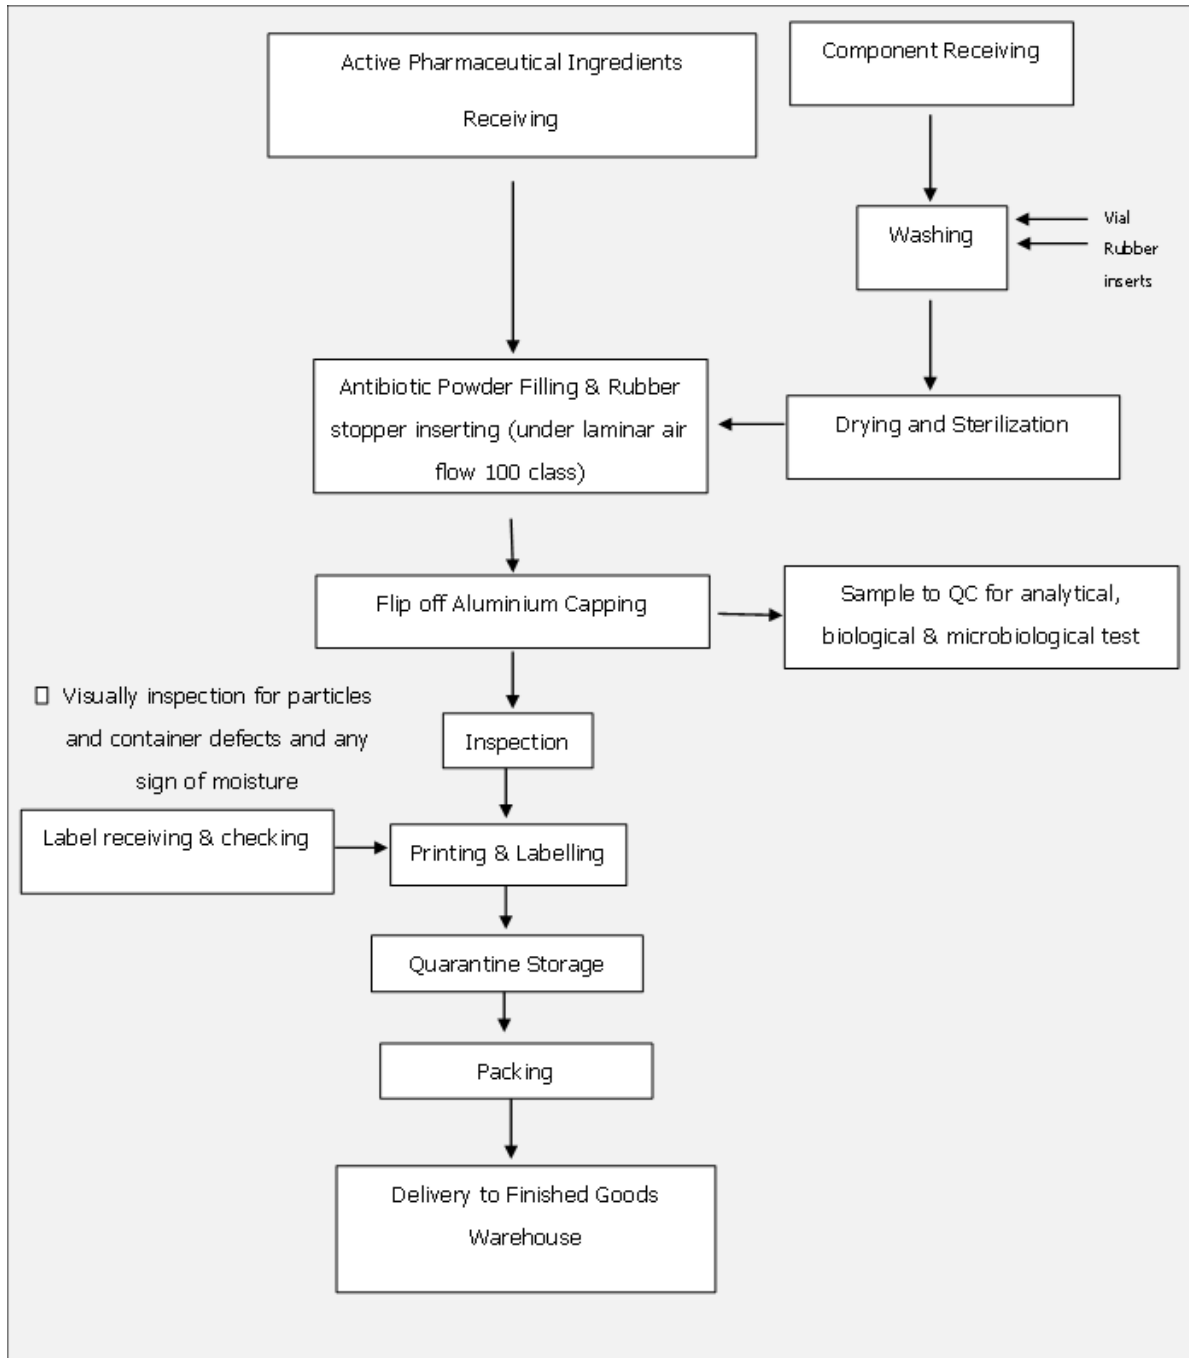 Active Pharmaceutical Ingredients
Receiving
Component Receiving
Washing
Vial
Rubber
inserts
Antibiotic Powder Filling & Rubber
stopper inserting (under laminar air
flow 100 class)
Drying and Sterilization
Flip off Aluminium Capping
Sample to QC for analytical,
biological & microbiological test
Visually inspection for particles
and container defects and any
sign of moisture
Inspection
Label receiving & checking
Printing & Labelling
Quarantine Storage
Packing
Delivery to Finished Goods
Warehouse